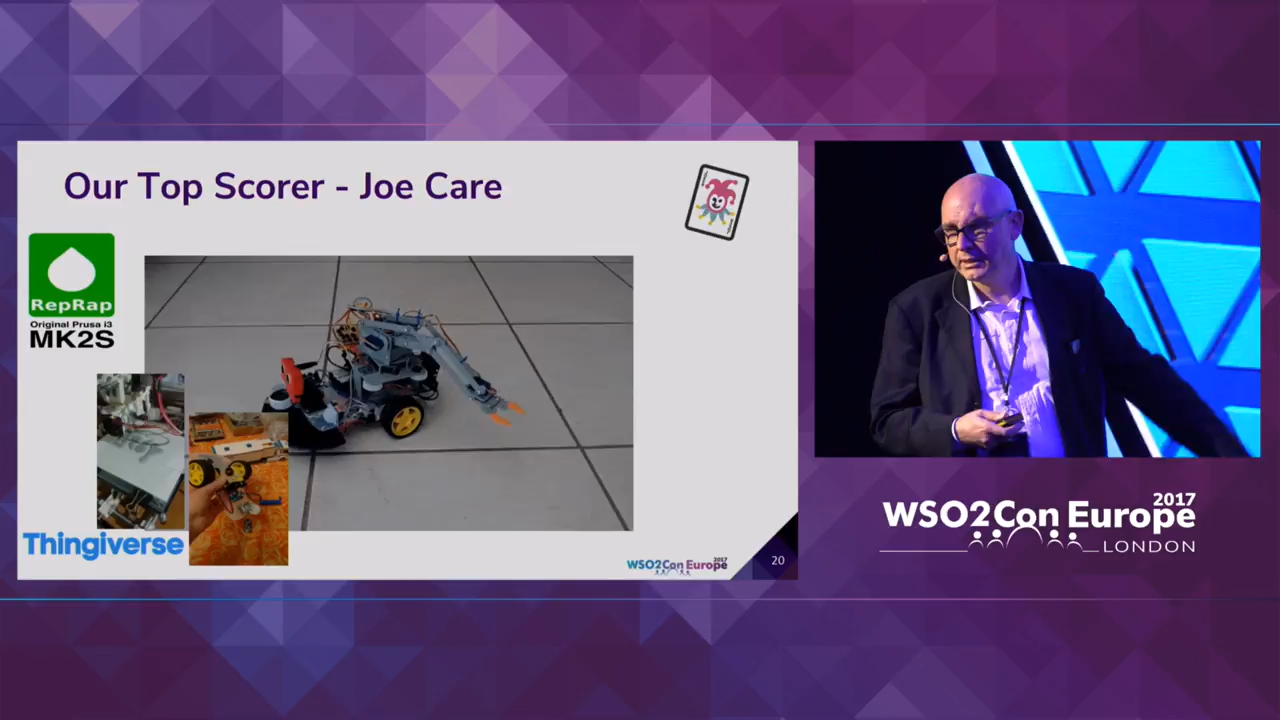 Our Top Scorer - Joe Care
RepRap
Original Prusa i3
MK2S
Thingiverse
WSO2Con Europe 2017
20
WSO2Con Europe 2017
LONDON